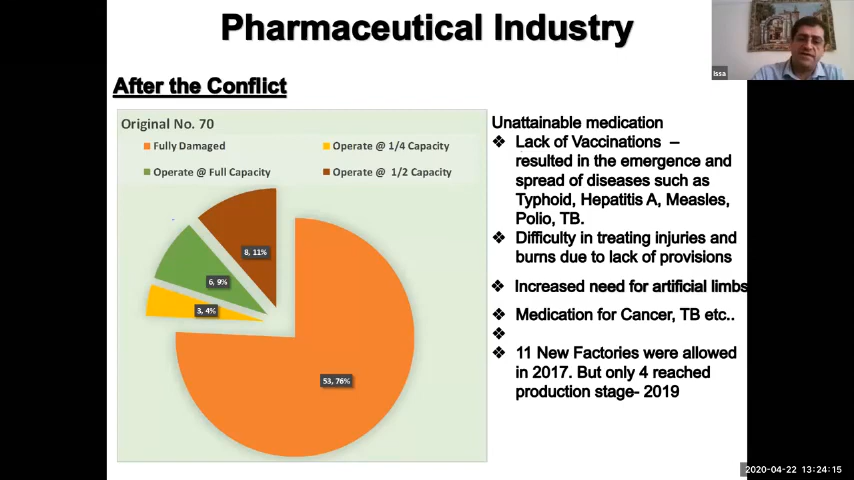 Pharmaceutical Industry
Issa
After the Conflict
Original No. 70
Fully Damaged
Operate @ 1/4 Capacity
Operate @ Full Capacity
Operate @ 1/2 Capacity
8, 11%
6, 9%
3, 4%
53, 76%
Unattainable medication
❖ Lack of Vaccinations –
resulted in the emergence and
spread of diseases such as
Typhoid, Hepatitis A, Measles,
Polio, TB.
❖ Difficulty in treating injuries and
burns due to lack of provisions
❖ Increased need for artificial limbs
❖ Medication for Cancer, TB etc..
❖
❖ 11 New Factories were allowed
in 2017. But only 4 reached
production stage- 2019
2020-04-22 13:24:15